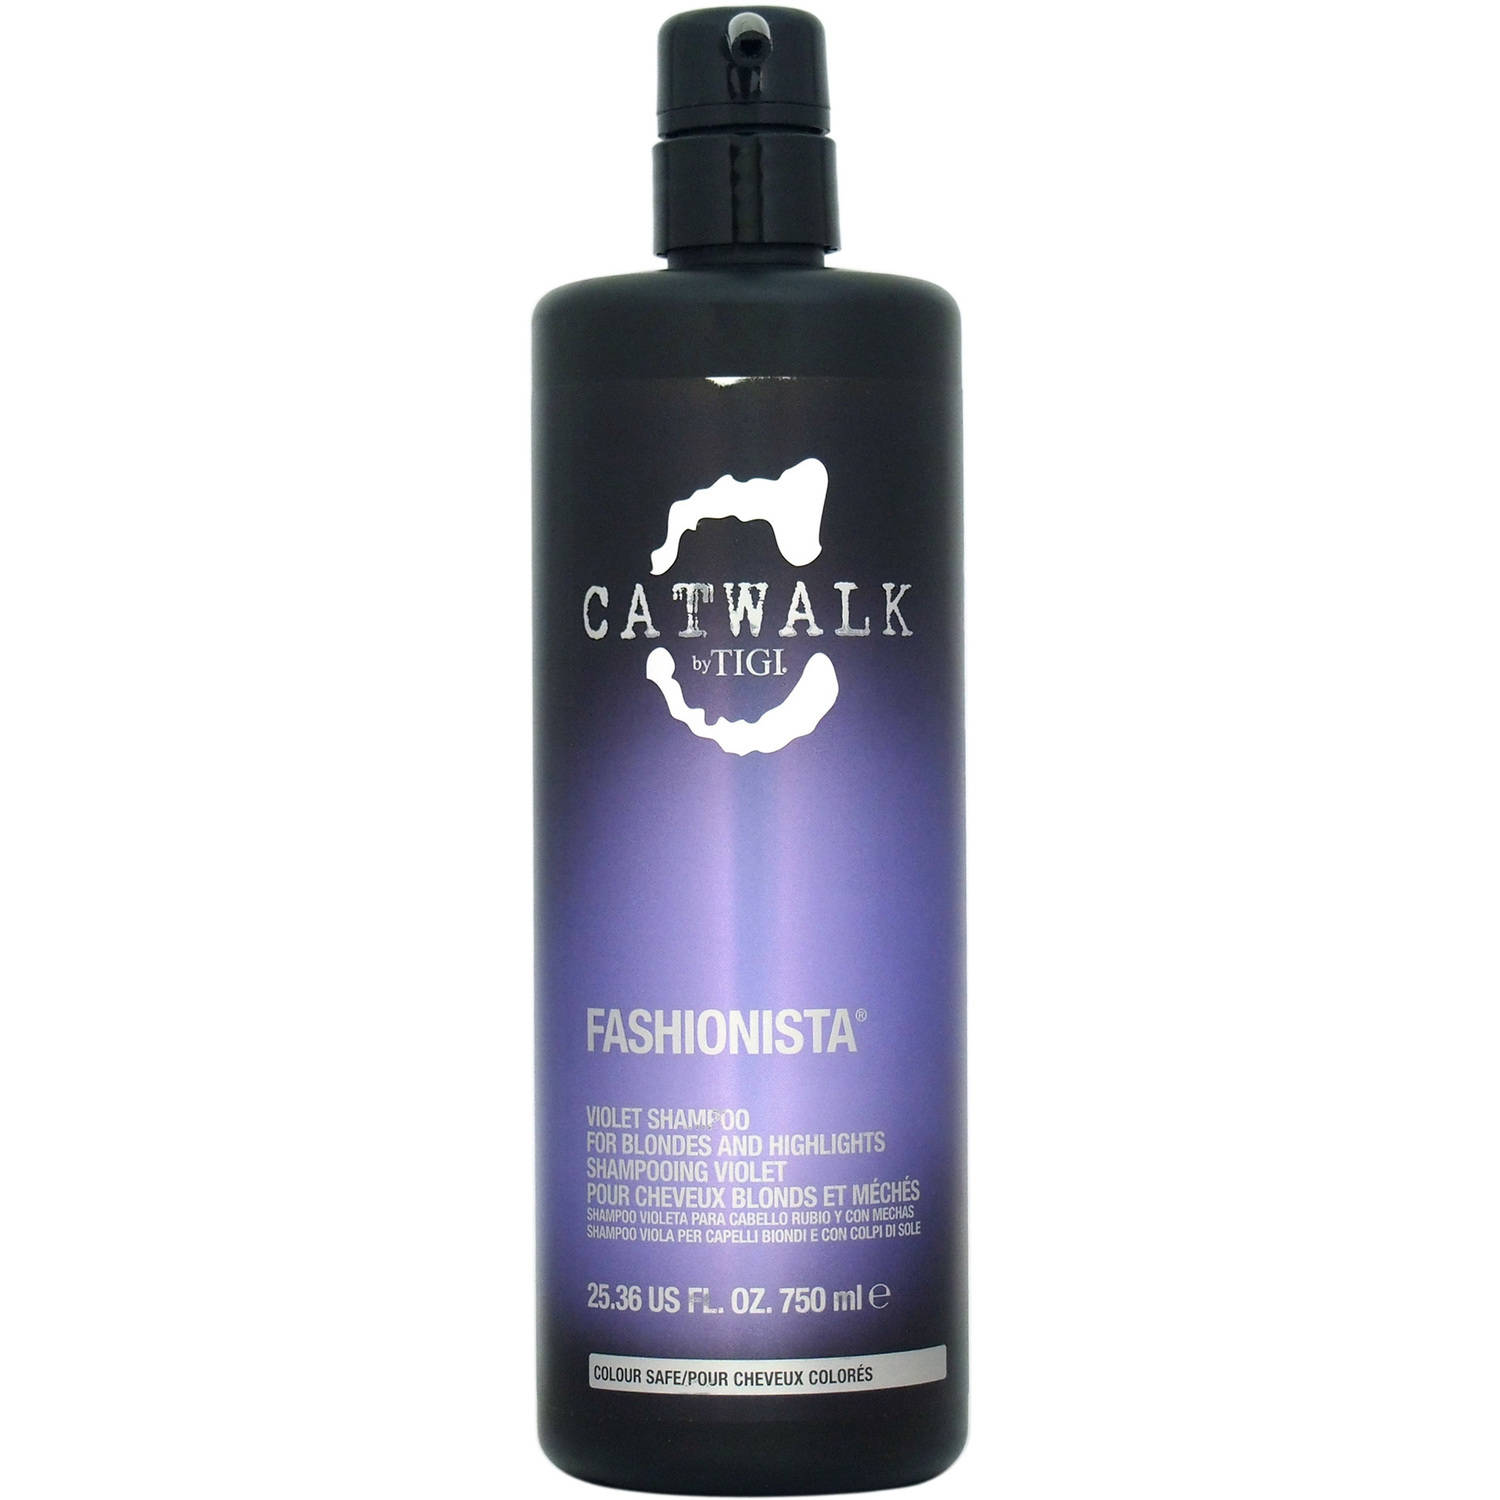 CATWALK
by TIGI®
FASHIONISTA®
VIOLET SHAMPOO
FOR BLONDES AND HIGHLIGHTS
SHAMPOOING VIOLET
POUR CHEVEUX BLONDS ET MÉCHÉS
SHAMPOO VIOLETA PARA CABELLO RUBIO Y CON MECHAS
SHAMPOO VIOLA PER CAPELLI BIONDI E CON COLPI DI SOLE
25.36 US FL. OZ. 750 ml ℮
COLOUR SAFE/POUR CHEVEUX COLORÉS